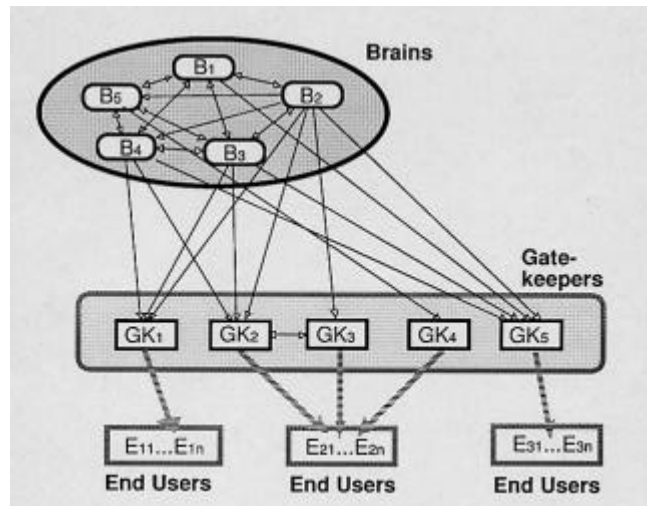 Brains
B1
B5
B2
B4
B3
Gate-
keepers
GK1
GK2
GK3
GK4
GK5
E11...E1n
E21...E2n
E31...E3n
End Users
End Users
End Users